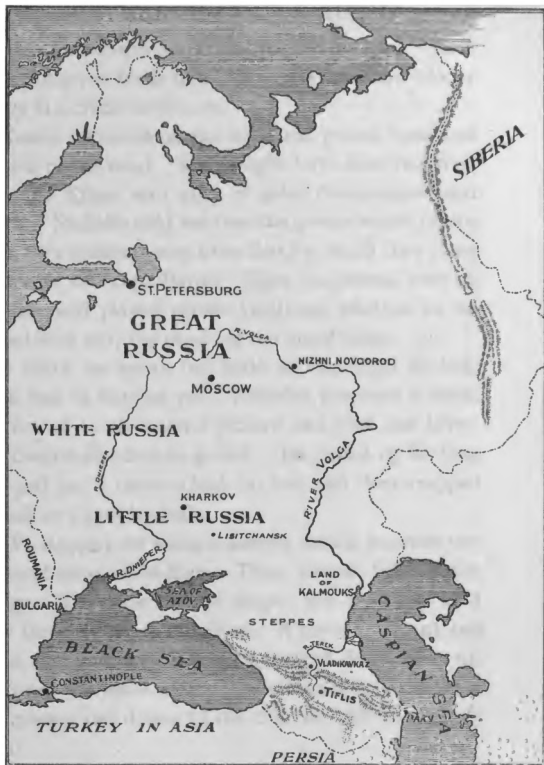 SIBERIA
ST. PETERSBURG
GREAT
RUSSIA
R. VOLGA
NIZHNI. NOVGOROD
MOSCOW
WHITE RUSSIA
R. DNIEPER
RIVER VOLGA
KHARKOV
LITTLE RUSSIA
LISITCHANSK
ROUMANIA
R. DNIEPER
LAND
OF
KALMOUKS
BULGARIA
SEA OF
AZOV
STEPPES
BLACK SEA
R. TEREK
VLADIKAVKAZ
CASPIAN SEA
CONSTANTINOPLE
TIFLIS
BAKU
TURKEY IN ASIA
PERSIA